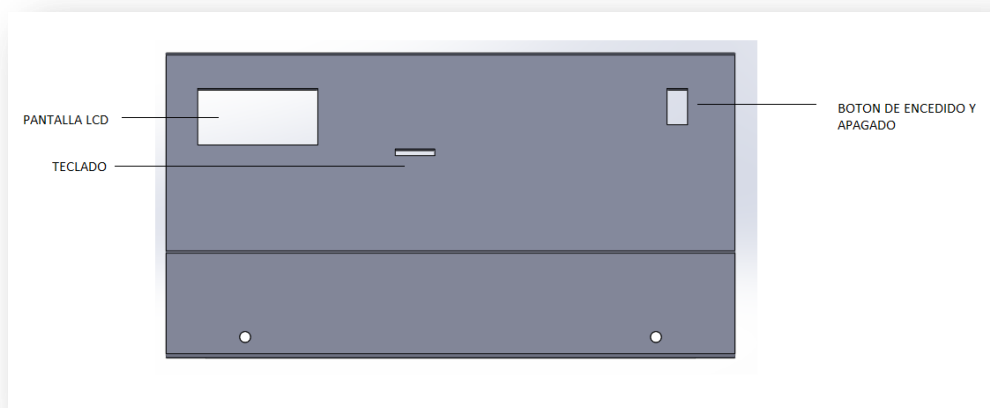 PANTALLA LCD
TECLADO
BOTON DE ENCEDIDO Y
APAGADO